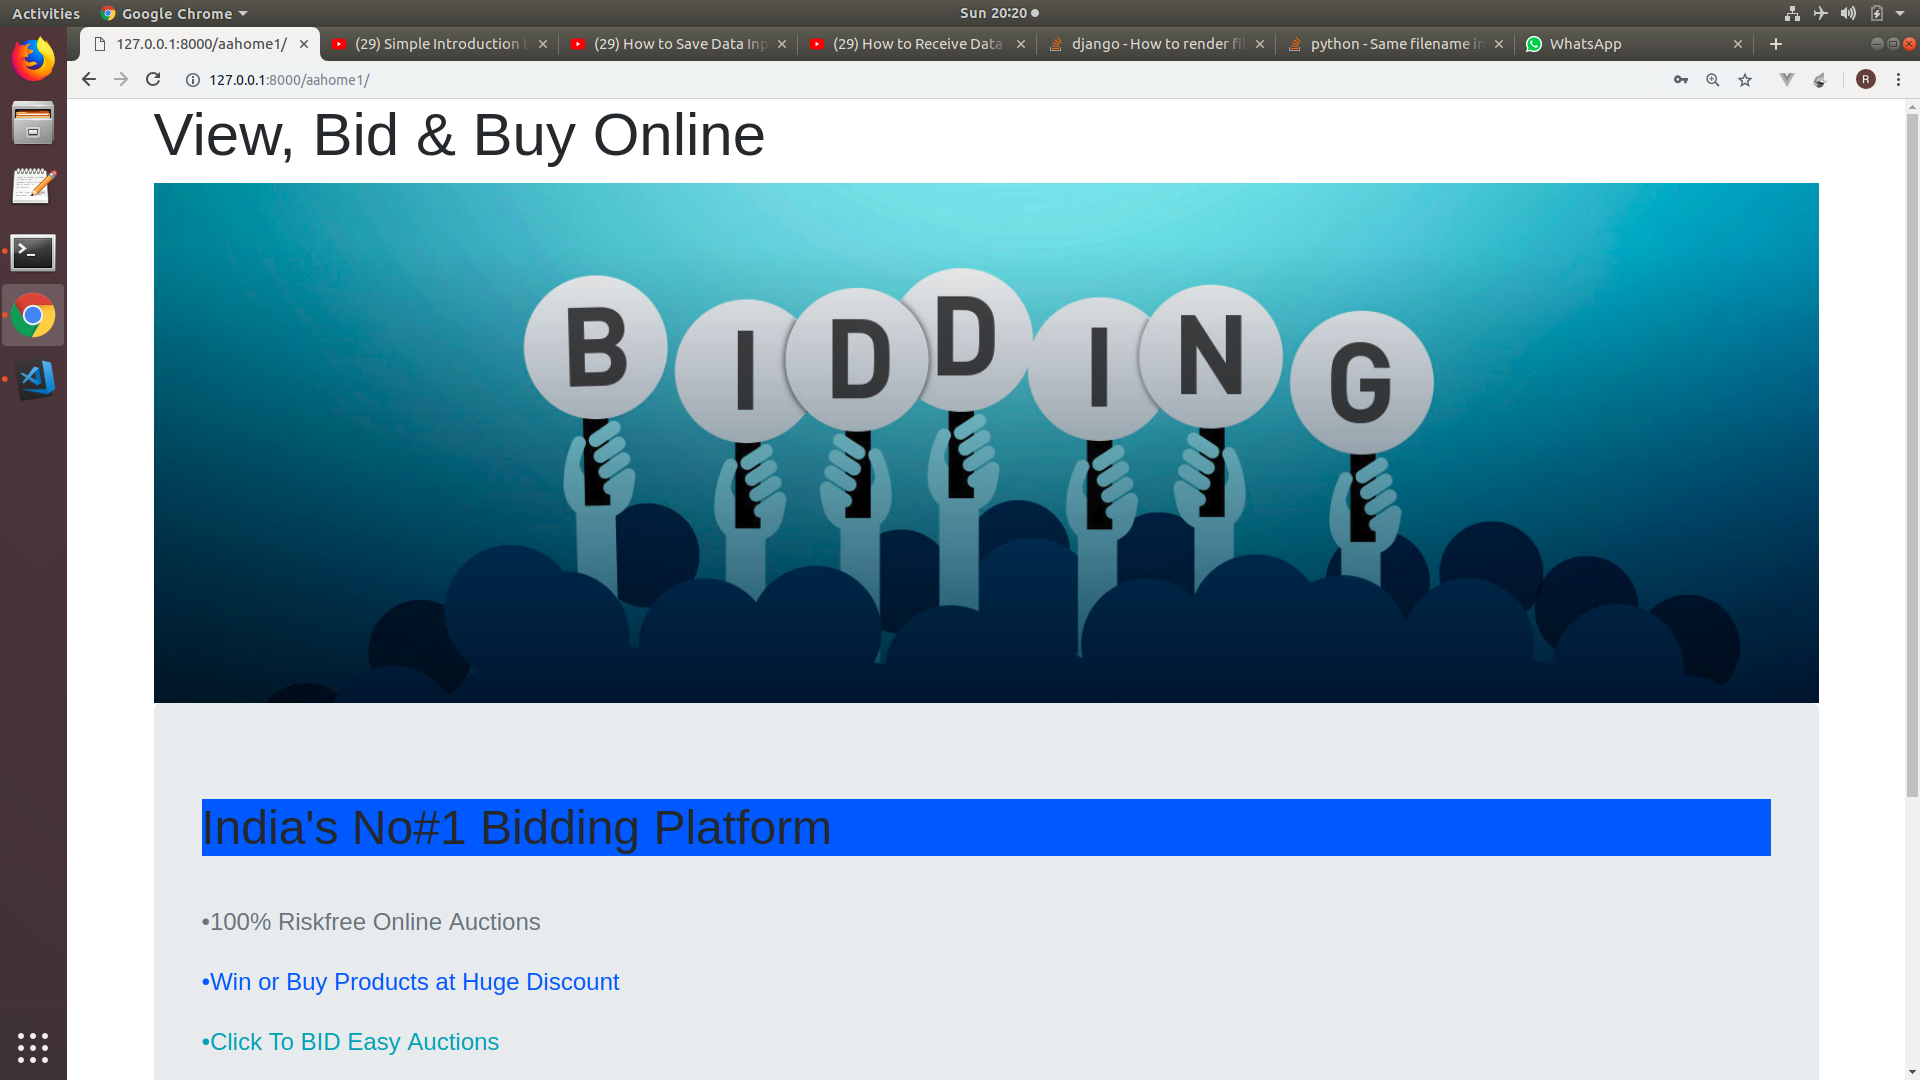 Activities Google Chrome Sun 20:20
127.0.0.1:8000/aahome1/ (29) Simple Introduction t (29) How to Save Data Inp (29) How to Receive Data django - How to render fil python - Same filename in WhatsApp
127.0.0.1:8000/aahome1/ R
View, Bid & Buy Online
BIDDING
India's No#1 Bidding Platform
•100% Riskfree Online Auctions
•Win or Buy Products at Huge Discount
•Click To BID Easy Auctions